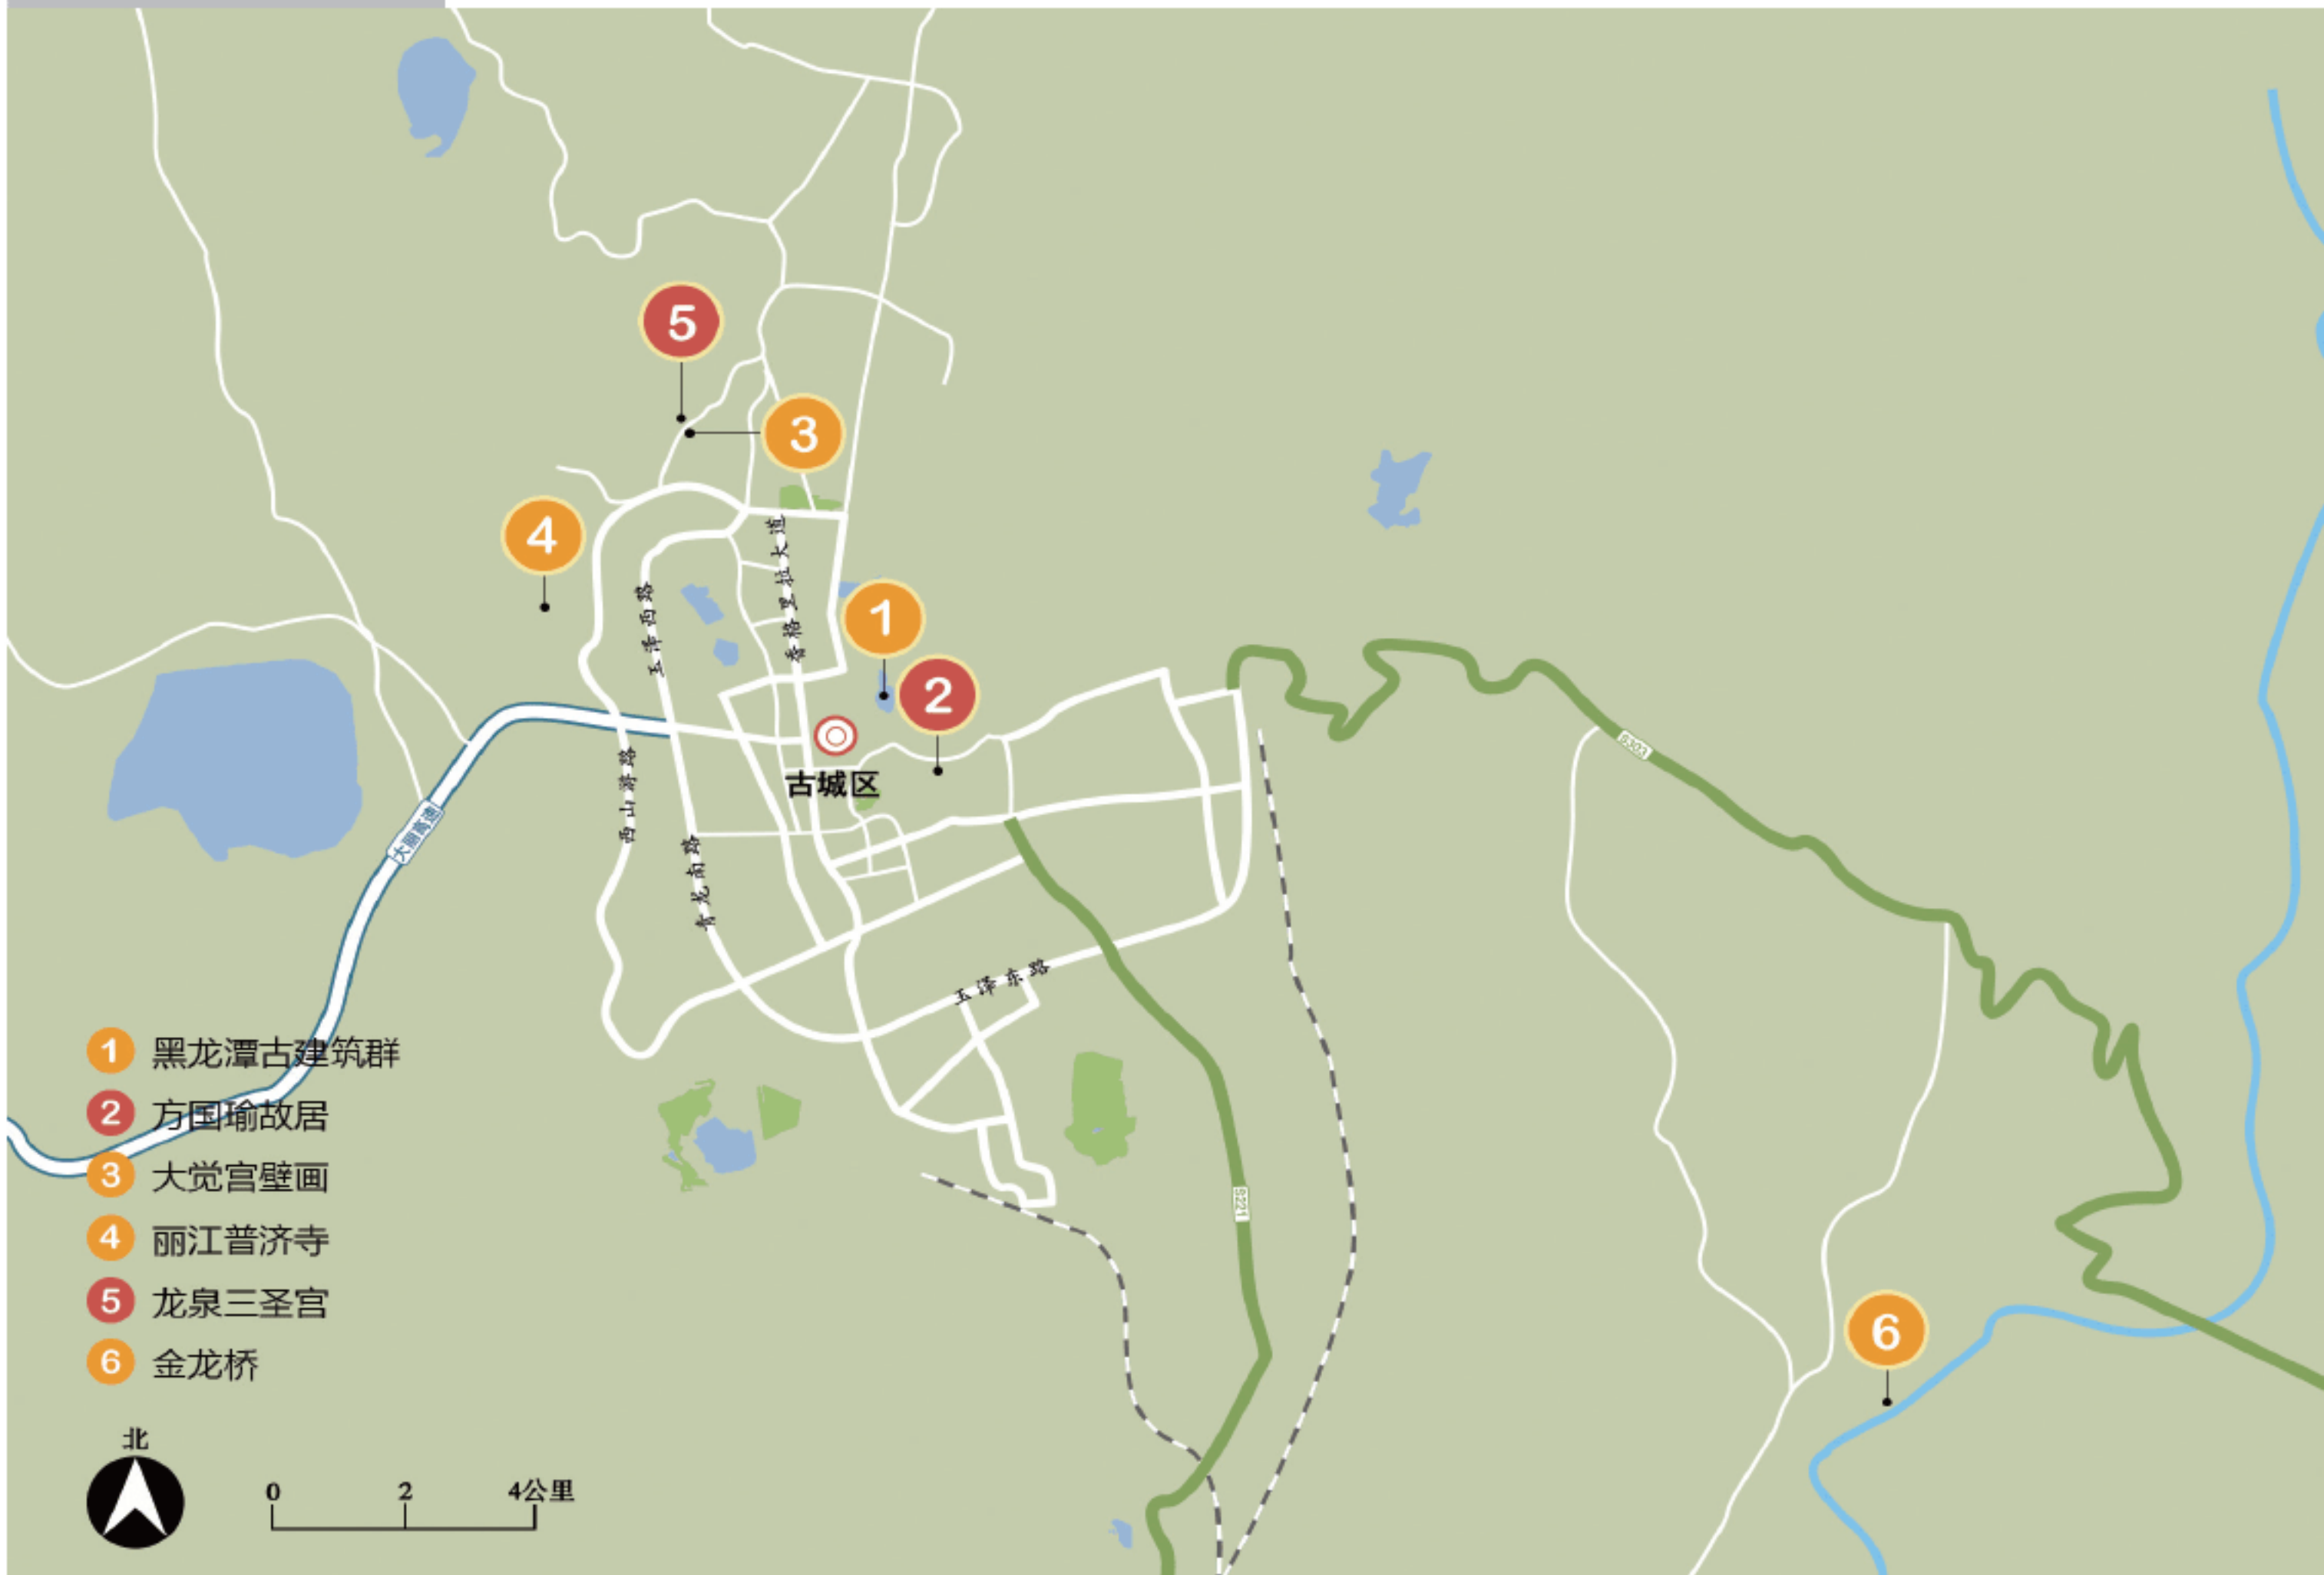 5
3
4
1
2
香格里拉大道
玉泽西路
古城区
西山游路
青龙南路
大丽高速
S303
玉泽东路
S221
6
1 黑龙潭古建筑群
2 方国瑜故居
3 大觉宫壁画
4 丽江普济寺
5 龙泉三圣宫
6 金龙桥
北
0 2 4公里